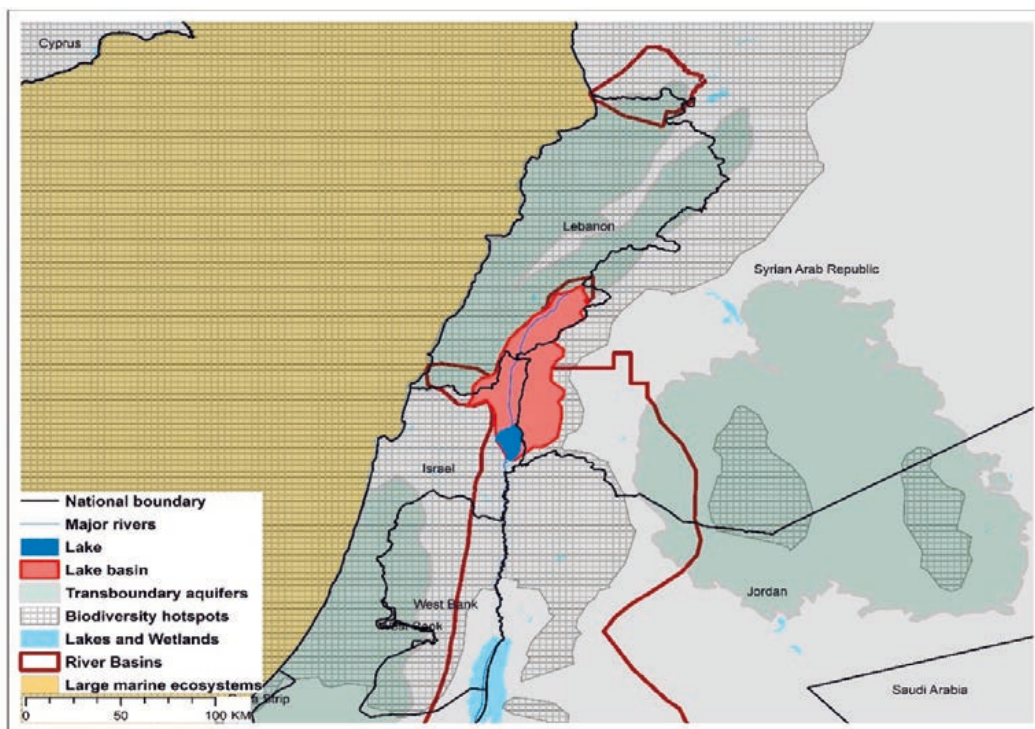 Cyprus
Lebanon
Syrian Arab Republic
Israel
West Bank
Jordan
Saudi Arabia
National boundary
Major rivers
Lake
Lake basin
Transboundary aquifers
Biodiversity hotspots
Lakes and Wetlands
River Basins
Large marine ecosystems
Strip
0 50 100 KM